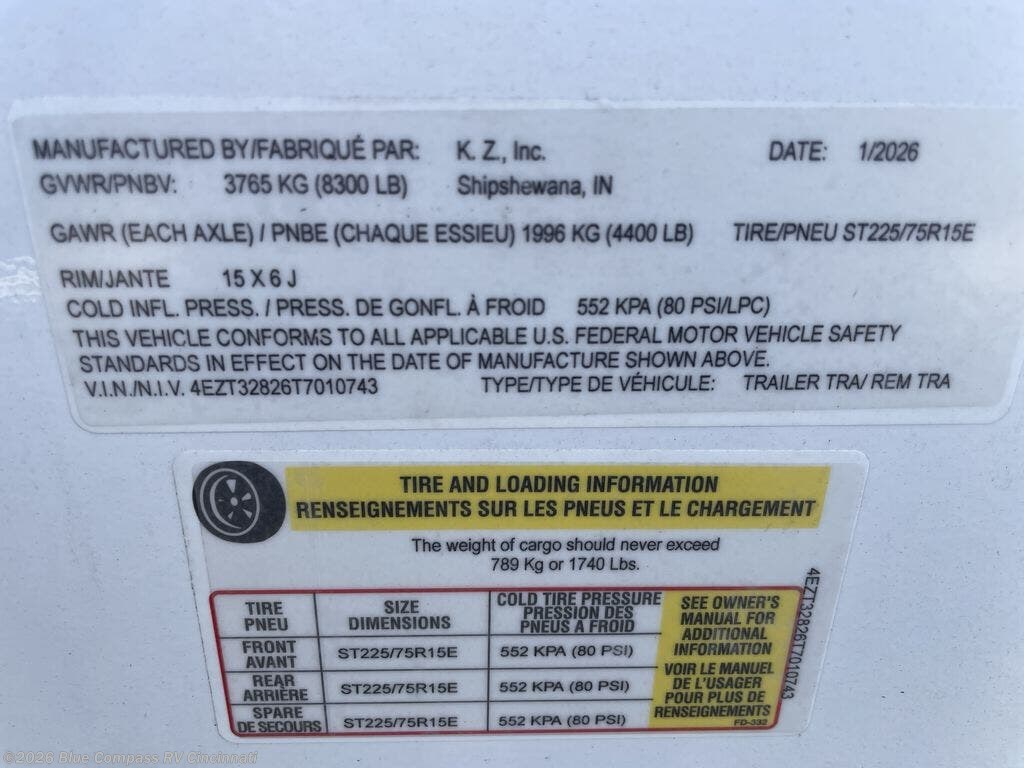 MANUFACTURED BY/FABRIQUÉ PAR: K. Z., Inc. DATE: 1/2026
GVWR/PNBV: 3765 KG (8300 LB) Shipshewana, IN
GAWR (EACH AXLE) / PNBE (CHAQUE ESSIEU) 1996 KG (4400 LB) TIRE/PNEU ST225/75R15E
RIM/JANTE 15 X 6 J
COLD INFL. PRESS. / PRESS. DE GONFL. À FROID 552 KPA (80 PSI/LPC)
THIS VEHICLE CONFORMS TO ALL APPLICABLE U.S. FEDERAL MOTOR VEHICLE SAFETY
STANDARDS IN EFFECT ON THE DATE OF MANUFACTURE SHOWN ABOVE.
V.I.N./N.I.V. 4EZT32826T7010743 TYPE/TYPE DE VÉHICULE: TRAILER TRA/ REM TRA
TIRE AND LOADING INFORMATION
RENSEIGNEMENTS SUR LES PNEUS ET LE CHARGEMENT
The weight of cargo should never exceed
789 Kg or 1740 Lbs.
TIRE
PNEU
SIZE
DIMENSIONS
COLD TIRE PRESSURE
PRESSION DES
PNEUS A FROID
FRONT
AVANT
ST225/75R15E
552 KPA (80 PSI)
REAR
ARRIÈRE
ST225/75R15E
552 KPA (80 PSI)
SPARE
DE SECOURS
ST225/75R15E
552 KPA (80 PSI)
SEE OWNER'S
MANUAL FOR
ADDITIONAL
INFORMATION
VOIR LE MANUEL
DE L'USAGER
POUR PLUS DE
RENSEIGNEMENTS
FD-332
4EZT32826T7010743
©2026 Blue Compass RV Cincinnati